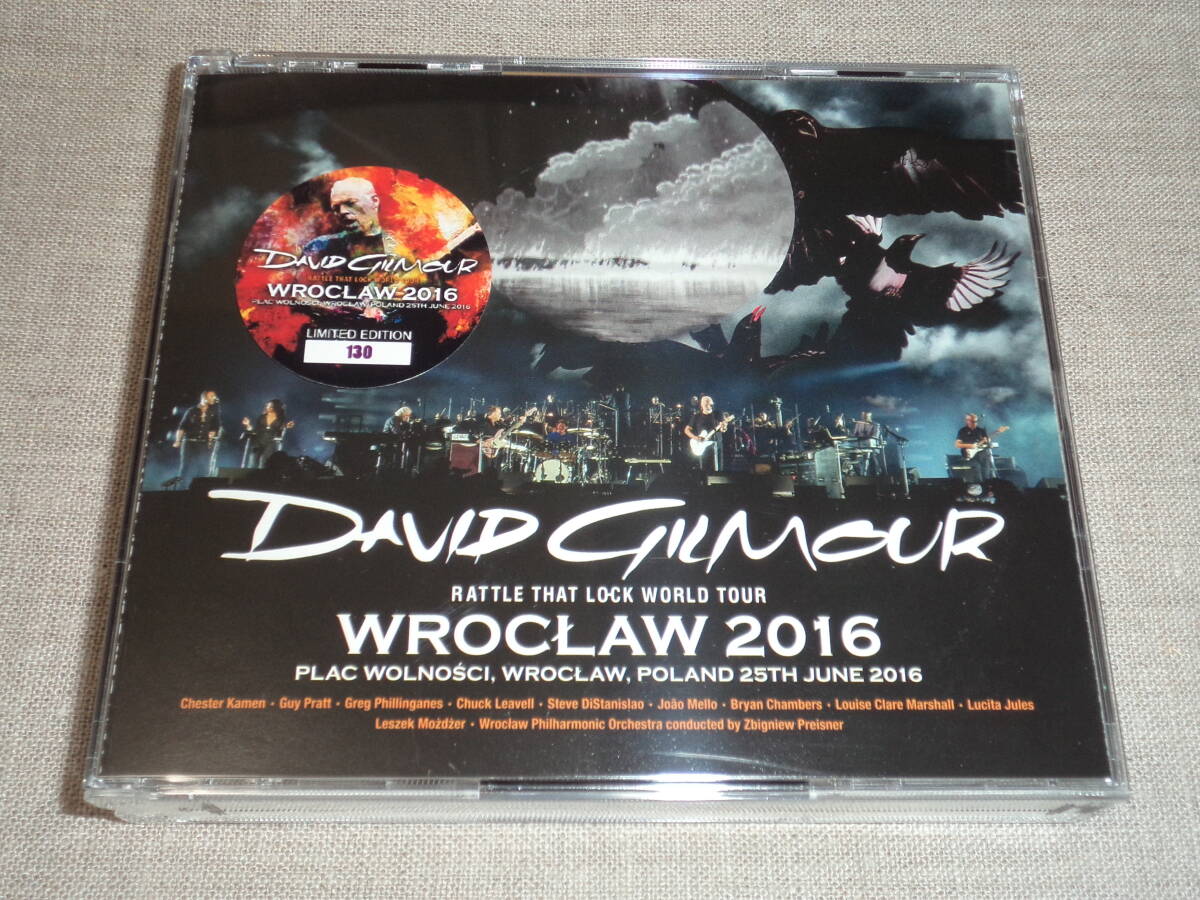 DAVID GILMOUR
RATTLE THAT LOCK WORLD TOUR
WROCŁAW 2016
PLAC WOLNOŚCI, WROCŁAW, POLAND 25TH JUNE 2016
LIMITED EDITION
130
DAVID GILMOUR
RATTLE THAT LOCK WORLD TOUR
WROCŁAW 2016
PLAC WOLNOŚCI, WROCŁAW, POLAND 25TH JUNE 2016
Chester Kamen · Guy Pratt · Greg Phillinganes · Chuck Leavell · Steve DiStanislao · João Mello · Bryan Chambers · Louise Clare Marshall · Lucita Jules
Leszek Możdżer · Wrocław Philharmonic Orchestra conducted by Zbigniew Preisner